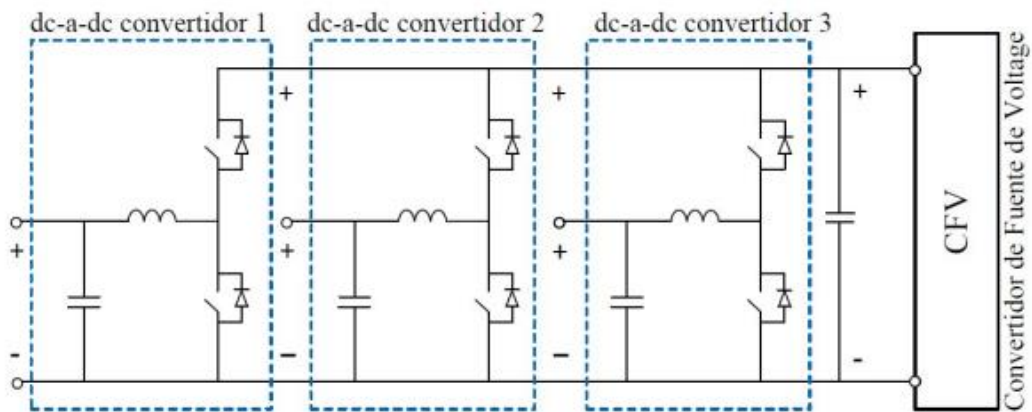 dc-a-dc convertidor 1
dc-a-dc convertidor 2
dc-a-dc convertidor 3
+
+
+
+
+
+
-
-
-
-
CFV
Convertidor de Fuente de Voltage